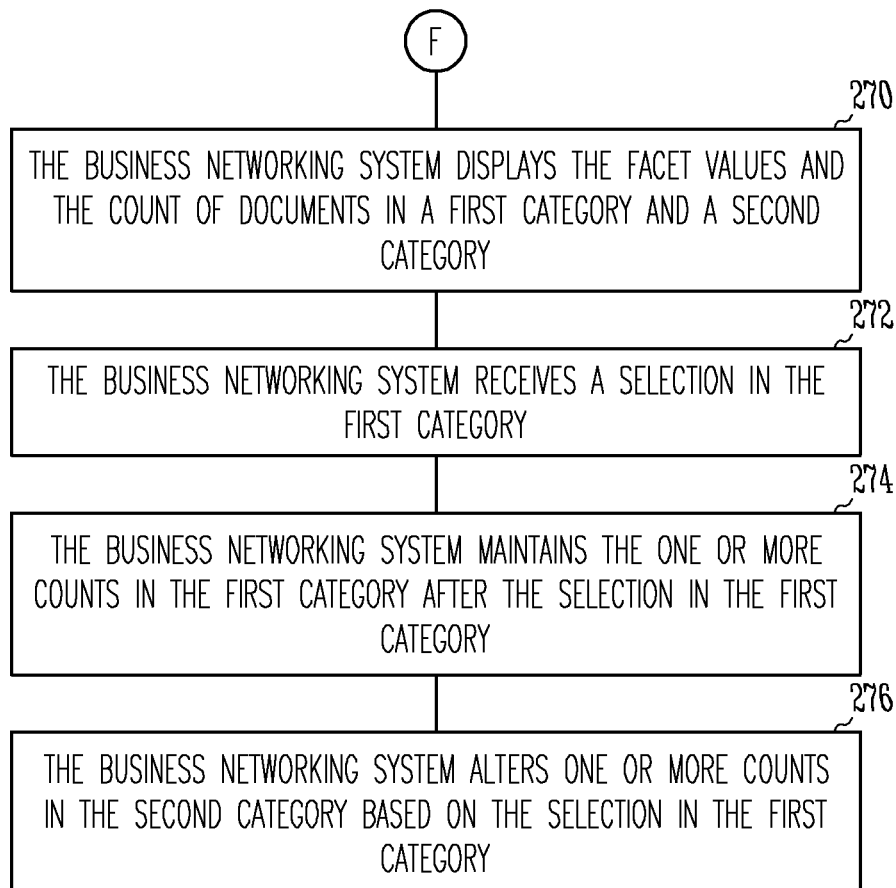 F
270
THE BUSINESS NETWORKING SYSTEM DISPLAYS THE FACET VALUES AND
THE COUNT OF DOCUMENTS IN A FIRST CATEGORY AND A SECOND
CATEGORY
272
THE BUSINESS NETWORKING SYSTEM RECEIVES A SELECTION IN THE
FIRST CATEGORY
274
THE BUSINESS NETWORKING SYSTEM MAINTAINS THE ONE OR MORE
COUNTS IN THE FIRST CATEGORY AFTER THE SELECTION IN THE FIRST
CATEGORY
276
THE BUSINESS NETWORKING SYSTEM ALTERS ONE OR MORE COUNTS
IN THE SECOND CATEGORY BASED ON THE SELECTION IN THE FIRST
CATEGORY